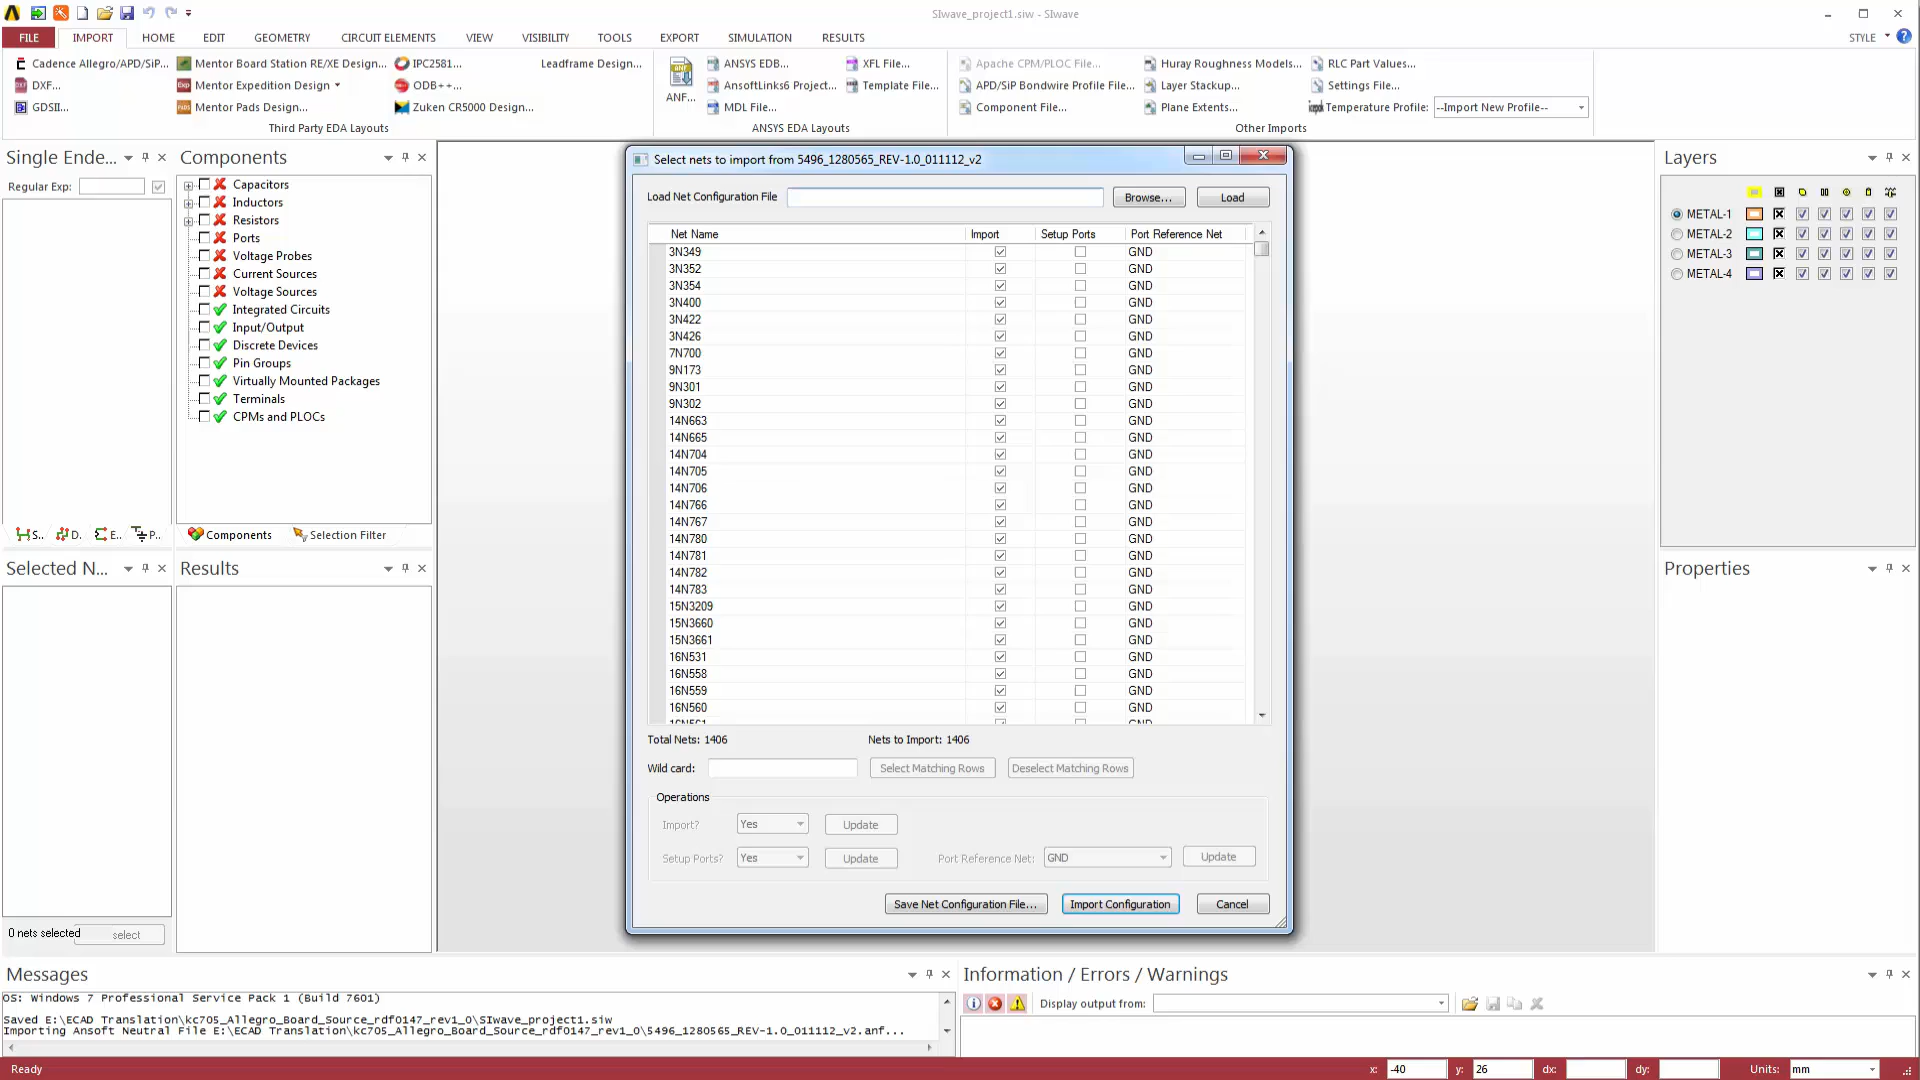 SIwave_project1.siw - SIwave
FILE IMPORT HOME EDIT GEOMETRY CIRCUIT ELEMENTS VIEW VISIBILITY TOOLS EXPORT SIMULATION RESULTS STYLE
Cadence Allegro/APD/SiP... Mentor Board Station RE/XE Design... IPC2581... Leadframe Design...
DXF... Mentor Expedition Design ODB++...
GDSII... Mentor Pads Design... Zuken CR5000 Design...
Third Party EDA Layouts
ANF... ANSYS EDB... XFL File...
AnsoftLinks6 Project... Template File...
MDL File...
ANSYS EDA Layouts
Apache CPM/PLOC File... Huray Roughness Models... RLC Part Values...
APD/SiP Bondwire Profile File... Layer Stackup... Settings File...
Component File... Plane Extents... Temperature Profile: --Import New Profile--
Other Imports
Single Ende...
Regular Exp:
S.. D. E.. P..
Components
Capacitors
Inductors
Resistors
Ports
Voltage Probes
Current Sources
Voltage Sources
Integrated Circuits
Input/Output
Discrete Devices
Pin Groups
Virtually Mounted Packages
Terminals
CPMs and PLOCs
Components Selection Filter
Selected N...
0 nets selected select
Results
Select nets to import from 5496_1280565_REV-1.0_011112_v2
Load Net Configuration File Browse... Load
Net Name Import Setup Ports Port Reference Net
3N349 GND
3N352 GND
3N354 GND
3N400 GND
3N422 GND
3N426 GND
7N700 GND
9N173 GND
9N301 GND
9N302 GND
14N663 GND
14N665 GND
14N704 GND
14N705 GND
14N706 GND
14N766 GND
14N767 GND
14N780 GND
14N781 GND
14N782 GND
14N783 GND
15N3209 GND
15N3660 GND
15N3661 GND
16N531 GND
16N558 GND
16N559 GND
16N560 GND
16N561 GND
Total Nets: 1406 Nets to Import: 1406
Wild card: Select Matching Rows Deselect Matching Rows
Operations
Import? Yes Update
Setup Ports? Yes Update Port Reference Net: GND Update
Save Net Configuration File... Import Configuration Cancel
Layers
METAL-1
METAL-2
METAL-3
METAL-4
Properties
Messages
OS: Windows 7 Professional Service Pack 1 (Build 7601)
Saved E:\ECAD Translation\kc705_Allegro_Board_Source_rdf0147_rev1_0\SIwave_project1.siw
Importing Ansoft Neutral File E:\ECAD Translation\kc705_Allegro_Board_Source_rdf0147_rev1_0\5496_1280565_REV-1.0_011112_v2.anf...
Information / Errors / Warnings
Display output from:
Ready x: -40 y: 26 dx: dy: Units: mm